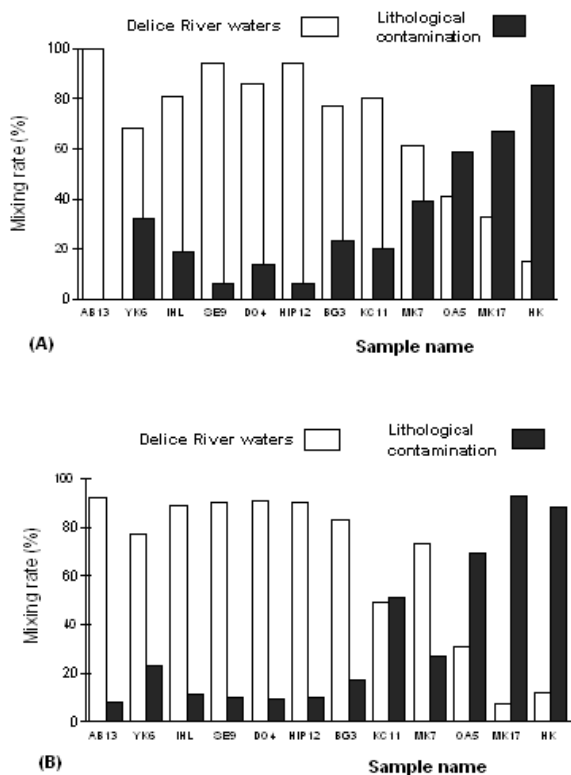 Delice River waters
Lithological
contamination
100
80
60
40
20
0
Mixing rate (%)
AB13 YK6 IHL SE9 DO4 HIP12 BG3 KC11 MK7 OA5 MK17 HK
(A)
Sample name
Delice River waters
Lithological
contamination
100
80
60
40
20
0
Mixing rate (%)
AB13 YK6 IHL SE9 DO4 HIP12 BG3 KC11 MK7 OA5 MK17 HK
(B)
Sample name